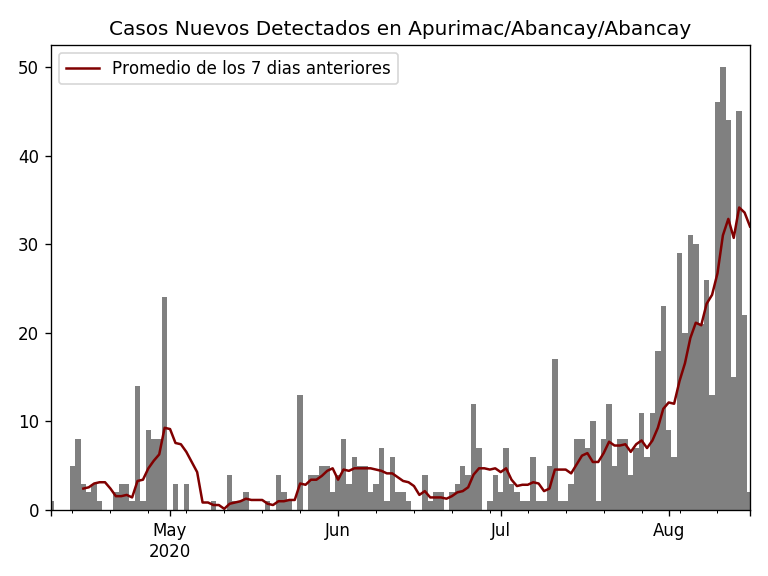 Casos Nuevos Detectados en Apurimac/Abancay/Abancay
Promedio de los 7 dias anteriores
50
40
30
20
10
0
May
2020
Jun
Jul
Aug